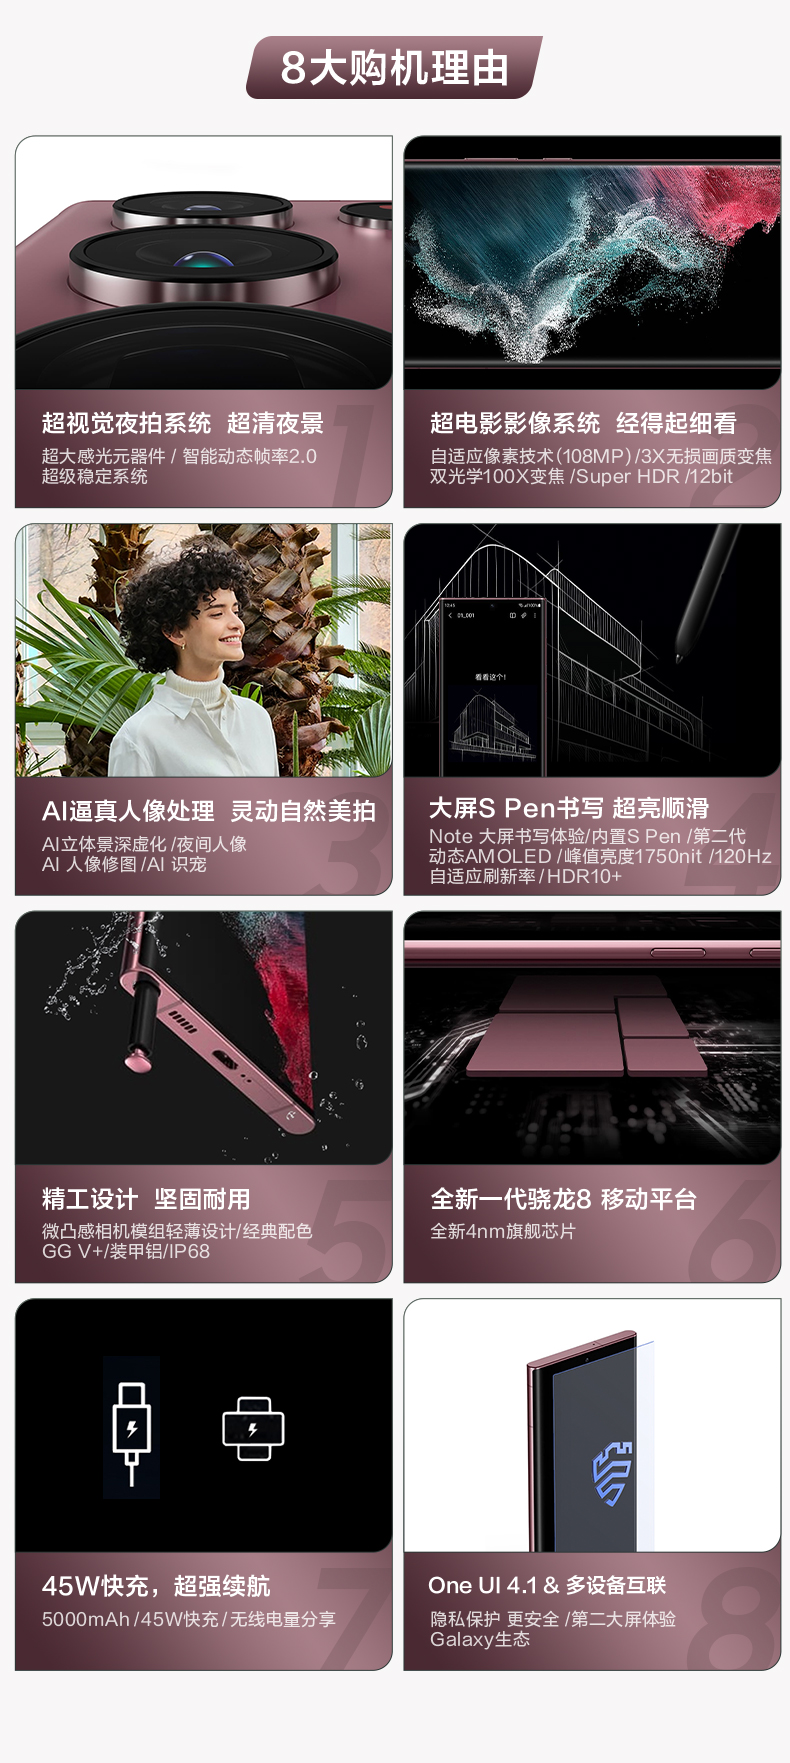 8大购机理由
超视觉夜拍系统 超清夜景
超大感光元器件 / 智能动态帧率2.0
超级稳定系统
1
超电影影像系统 经得起细看
自适应像素技术(108MP) /3X无损画质变焦
双光学100X变焦 /Super HDR /12bit
2
AI逼真人像处理 灵动自然美拍
AI立体景深虚化 /夜间人像
AI 人像修图 /AI 识宠
3
01_001
看看这个!
大屏S Pen书写 超亮顺滑
Note 大屏书写体验/内置S Pen /第二代
动态AMOLED /峰值亮度1750nit /120Hz
自适应刷新率 / HDR10+
4
精工设计 坚固耐用
微凸感相机模组轻薄设计/经典配色
GG V+/装甲铝/IP68
5
全新一代骁龙8 移动平台
全新4nm旗舰芯片
6
45W快充，超强续航
5000mAh /45W快充 / 无线电量分享
7
One UI 4.1 & 多设备互联
隐私保护 更安全 /第二大屏体验
Galaxy生态
8